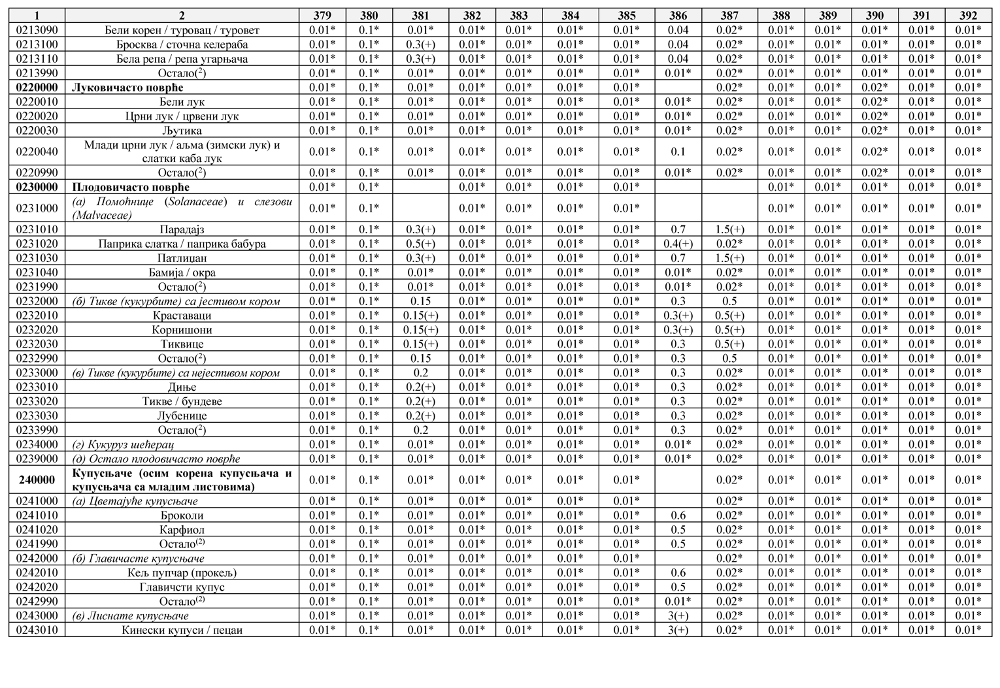 1 2 379 380 381 382 383 384 385 386 387 388 389 390 391 392
0213090 Бели корен / туровац / туровет 0.01* 0.1* 0.01* 0.01* 0.01* 0.01* 0.01* 0.04 0.02* 0.01* 0.01* 0.01* 0.01* 0.01*
0213100 Бросква / сточна келераба 0.01* 0.1* 0.3(+) 0.01* 0.01* 0.01* 0.01* 0.04 0.02* 0.01* 0.01* 0.01* 0.01* 0.01*
0213110 Бела репа / репа угарњача 0.01* 0.1* 0.3(+) 0.01* 0.01* 0.01* 0.01* 0.04 0.02* 0.01* 0.01* 0.01* 0.01* 0.01*
0213990 Остало(2) 0.01* 0.1* 0.01* 0.01* 0.01* 0.01* 0.01* 0.01* 0.02* 0.01* 0.01* 0.01* 0.01* 0.01*
0220000 Луковичасто поврће 0.01* 0.1* 0.01* 0.01* 0.01* 0.01* 0.01* 0.02* 0.01* 0.01* 0.02* 0.01* 0.01*
0220010 Бели лук 0.01* 0.1* 0.01* 0.01* 0.01* 0.01* 0.01* 0.01* 0.02* 0.01* 0.01* 0.02* 0.01* 0.01*
0220020 Црни лук / црвени лук 0.01* 0.1* 0.01* 0.01* 0.01* 0.01* 0.01* 0.01* 0.02* 0.01* 0.01* 0.02* 0.01* 0.01*
0220030 Љутика 0.01* 0.1* 0.01* 0.01* 0.01* 0.01* 0.01* 0.01* 0.02* 0.01* 0.01* 0.02* 0.01* 0.01*
0220040 Млади црни лук / аљма (зимски лук) и
слатки каба лук 0.01* 0.1* 0.01* 0.01* 0.01* 0.01* 0.01* 0.1 0.02* 0.01* 0.01* 0.02* 0.01* 0.01*
0220990 Остало(2) 0.01* 0.1* 0.01* 0.01* 0.01* 0.01* 0.01* 0.01* 0.02* 0.01* 0.01* 0.02* 0.01* 0.01*
0230000 Плодовичасто поврће 0.01* 0.1* 0.01* 0.01* 0.01* 0.01* 0.01* 0.01* 0.01* 0.01* 0.01*
0231000 (а) Помоћнице (Solanaceae) и слезови
(Malvaceae) 0.01* 0.1* 0.01* 0.01* 0.01* 0.01* 0.01* 0.01* 0.01* 0.01* 0.01*
0231010 Парадајз 0.01* 0.1* 0.3(+) 0.01* 0.01* 0.01* 0.01* 0.7 1.5(+) 0.01* 0.01* 0.01* 0.01* 0.01*
0231020 Паприка слатка / паприка бабура 0.01* 0.1* 0.5(+) 0.01* 0.01* 0.01* 0.01* 0.4(+) 0.02* 0.01* 0.01* 0.01* 0.01* 0.01*
0231030 Патлиџан 0.01* 0.1* 0.3(+) 0.01* 0.01* 0.01* 0.01* 0.7 1.5(+) 0.01* 0.01* 0.01* 0.01* 0.01*
0231040 Бамија / окра 0.01* 0.1* 0.01* 0.01* 0.01* 0.01* 0.01* 0.01* 0.02* 0.01* 0.01* 0.01* 0.01* 0.01*
0231990 Остало(2) 0.01* 0.1* 0.01* 0.01* 0.01* 0.01* 0.01* 0.01* 0.02* 0.01* 0.01* 0.01* 0.01* 0.01*
0232000 (б) Тикве (кукурбите) са јестивом кором 0.01* 0.1* 0.15 0.01* 0.01* 0.01* 0.01* 0.3 0.5 0.01* 0.01* 0.01* 0.01* 0.01*
0232010 Краставаци 0.01* 0.1* 0.15(+) 0.01* 0.01* 0.01* 0.01* 0.3(+) 0.5(+) 0.01* 0.01* 0.01* 0.01* 0.01*
0232020 Корнишони 0.01* 0.1* 0.15(+) 0.01* 0.01* 0.01* 0.01* 0.3(+) 0.5(+) 0.01* 0.01* 0.01* 0.01* 0.01*
0232030 Тиквице 0.01* 0.1* 0.15(+) 0.01* 0.01* 0.01* 0.01* 0.3 0.5(+) 0.01* 0.01* 0.01* 0.01* 0.01*
0232990 Остало(2) 0.01* 0.1* 0.15 0.01* 0.01* 0.01* 0.01* 0.3 0.5 0.01* 0.01* 0.01* 0.01* 0.01*
0233000 (в) Тикве (кукурбите) са нејестивом кором 0.01* 0.1* 0.2 0.01* 0.01* 0.01* 0.01* 0.3 0.02* 0.01* 0.01* 0.01* 0.01* 0.01*
0233010 Диње 0.01* 0.1* 0.2(+) 0.01* 0.01* 0.01* 0.01* 0.3 0.02* 0.01* 0.01* 0.01* 0.01* 0.01*
0233020 Тикве / бундеве 0.01* 0.1* 0.2(+) 0.01* 0.01* 0.01* 0.01* 0.3 0.02* 0.01* 0.01* 0.01* 0.01* 0.01*
0233030 Лубенице 0.01* 0.1* 0.2(+) 0.01* 0.01* 0.01* 0.01* 0.3 0.02* 0.01* 0.01* 0.01* 0.01* 0.01*
0233990 Остало(2) 0.01* 0.1* 0.2 0.01* 0.01* 0.01* 0.01* 0.3 0.02* 0.01* 0.01* 0.01* 0.01* 0.01*
0234000 (г) Кукуруз шећерац 0.01* 0.1* 0.01* 0.01* 0.01* 0.01* 0.01* 0.01* 0.02* 0.01* 0.01* 0.01* 0.01* 0.01*
0239000 (д) Остало плодовичасто поврће 0.01* 0.1* 0.01* 0.01* 0.01* 0.01* 0.01* 0.01* 0.02* 0.01* 0.01* 0.01* 0.01* 0.01*
240000 Купусњаче (осим корена купусњача и
купусњача са младим листовима) 0.01* 0.1* 0.01* 0.01* 0.01* 0.01* 0.01* 0.02* 0.01* 0.01* 0.01* 0.01* 0.01*
0241000 (а) Цветајуће купусњаче 0.01* 0.1* 0.01* 0.01* 0.01* 0.01* 0.01* 0.02* 0.01* 0.01* 0.01* 0.01* 0.01*
0241010 Броколи 0.01* 0.1* 0.01* 0.01* 0.01* 0.01* 0.01* 0.6 0.02* 0.01* 0.01* 0.01* 0.01* 0.01*
0241020 Карфиол 0.01* 0.1* 0.01* 0.01* 0.01* 0.01* 0.01* 0.5 0.02* 0.01* 0.01* 0.01* 0.01* 0.01*
0241990 Остало(2) 0.01* 0.1* 0.01* 0.01* 0.01* 0.01* 0.01* 0.5 0.02* 0.01* 0.01* 0.01* 0.01* 0.01*
0242000 (б) Главичасте купусњаче 0.01* 0.1* 0.01* 0.01* 0.01* 0.01* 0.01* 0.02* 0.01* 0.01* 0.01* 0.01* 0.01*
0242010 Кељ пупчар (прокељ) 0.01* 0.1* 0.01* 0.01* 0.01* 0.01* 0.01* 0.6 0.02* 0.01* 0.01* 0.01* 0.01* 0.01*
0242020 Главичсти купус 0.01* 0.1* 0.01* 0.01* 0.01* 0.01* 0.01* 0.5 0.02* 0.01* 0.01* 0.01* 0.01* 0.01*
0242990 Остало(2) 0.01* 0.1* 0.01* 0.01* 0.01* 0.01* 0.01* 0.01* 0.02* 0.01* 0.01* 0.01* 0.01* 0.01*
0243000 (в) Лиснате купусњаче 0.01* 0.1* 0.01* 0.01* 0.01* 0.01* 0.01* 3(+) 0.02* 0.01* 0.01* 0.01* 0.01* 0.01*
0243010 Кинески купуси / пецаи 0.01* 0.1* 0.01* 0.01* 0.01* 0.01* 0.01* 3(+) 0.02* 0.01* 0.01* 0.01* 0.01* 0.01*